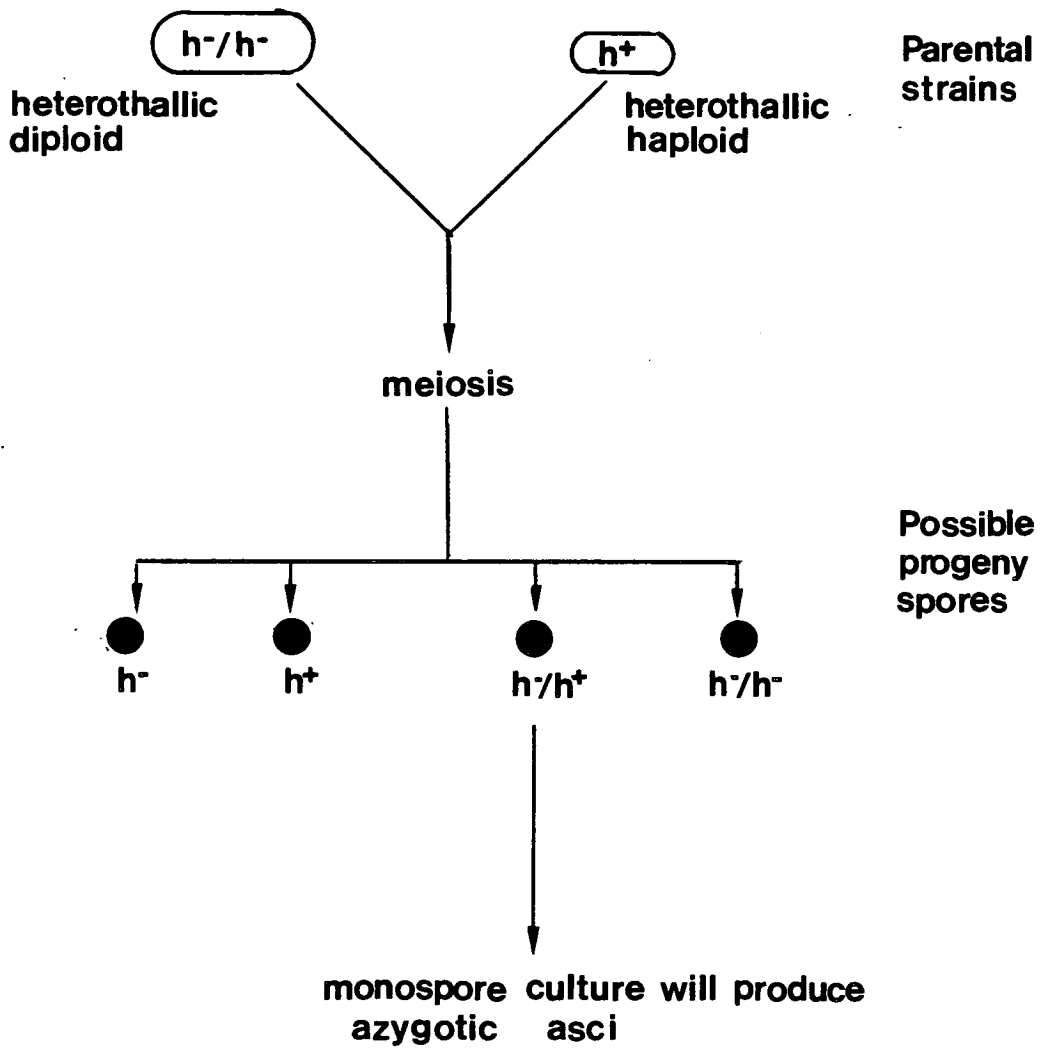 h⁻/h⁻
h⁺
Parental
strains
heterothallic
diploid
heterothallic
haploid
meiosis
Possible
progeny
spores
h⁻
h⁺
h⁻/h⁺
h⁻/h⁻
monospore culture will produce
azygotic asci